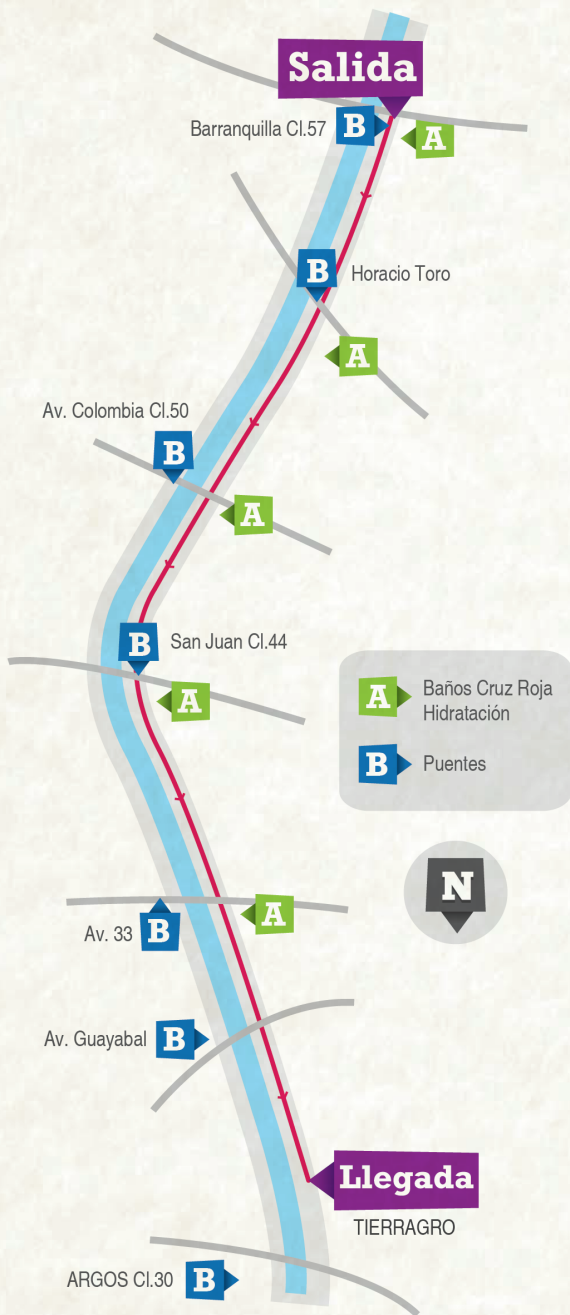 Salida
Barranquilla Cl.57
B
A
B
Horacio Toro
A
Av. Colombia Cl.50
B
A
B
San Juan Cl.44
A
A
Baños Cruz Roja
Hidratación
B
Puentes
N
A
Av. 33
B
Av. Guayabal
B
Llegada
TIERRAGRO
ARGOS Cl.30
B